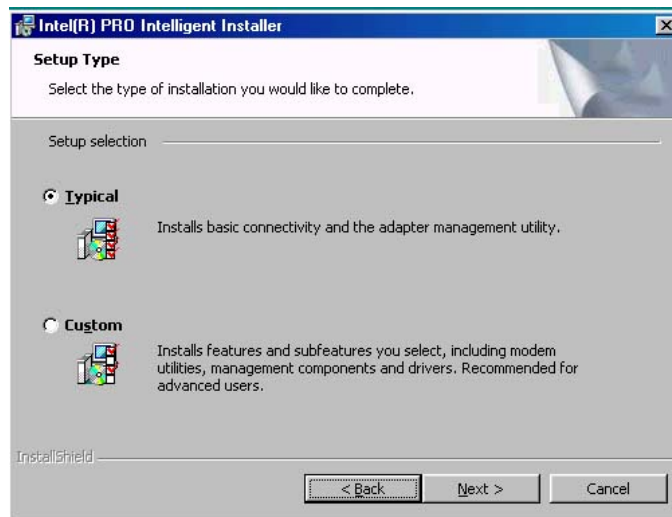 Intel(R) PRO Intelligent Installer
Setup Type
Select the type of installation you would like to complete.
Setup selection
Typical
Installs basic connectivity and the adapter management utility.
Custom
Installs features and subfeatures you select, including modem
utilities, management components and drivers. Recommended for
advanced users.
InstallShield
< Back
Next >
Cancel